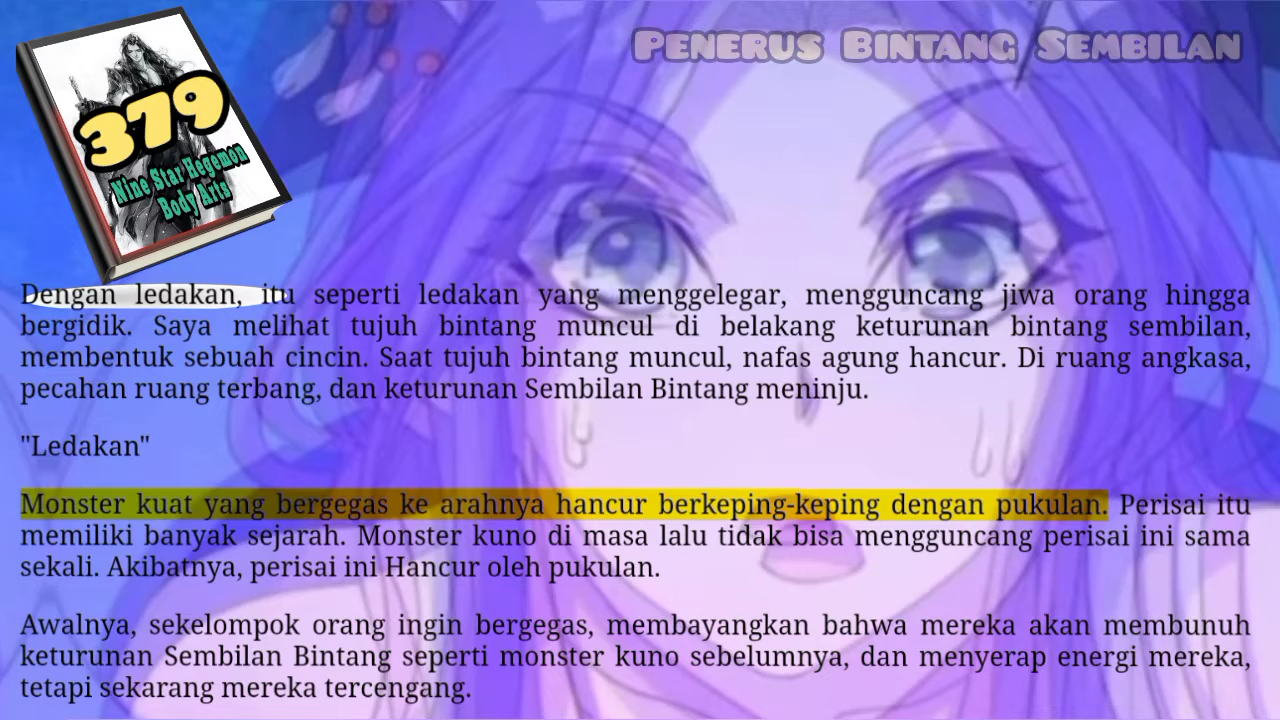 Penerus Bintang Sembilan
379
Nine Star Hegemon
Body Arts
Dengan ledakan, itu seperti ledakan yang menggelegar, mengguncang jiwa orang hingga
bergidik. Saya melihat tujuh bintang muncul di belakang keturunan bintang sembilan,
membentuk sebuah cincin. Saat tujuh bintang muncul, nafas agung hancur. Di ruang angkasa,
pecahan ruang terbang, dan keturunan Sembilan Bintang meninju.
"Ledakan"
Monster kuat yang bergegas ke arahnya hancur berkeping-keping dengan pukulan. Perisai itu
memiliki banyak sejarah. Monster kuno di masa lalu tidak bisa mengguncang perisai ini sama
sekali. Akibatnya, perisai ini Hancur oleh pukulan.
Awalnya, sekelompok orang ingin bergegas, membayangkan bahwa mereka akan membunuh
keturunan Sembilan Bintang seperti monster kuno sebelumnya, dan menyerap energi mereka,
tetapi sekarang mereka tercengang.